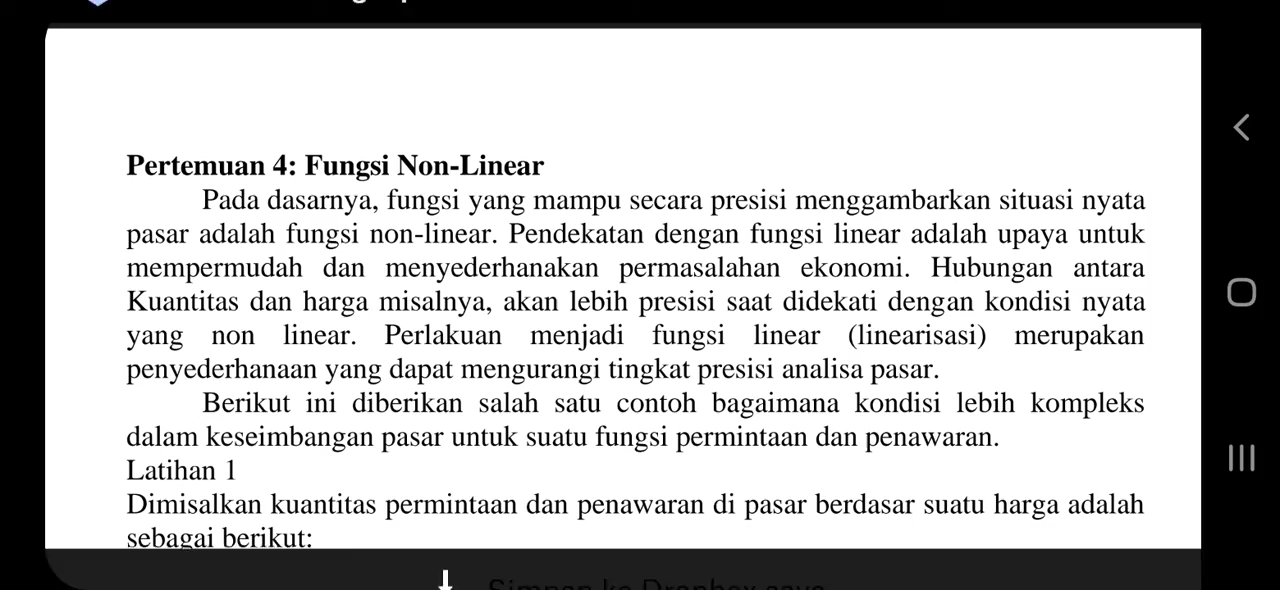 Pertemuan 4: Fungsi Non-Linear
Pada dasarnya, fungsi yang mampu secara presisi menggambarkan situasi nyata
pasar adalah fungsi non-linear. Pendekatan dengan fungsi linear adalah upaya untuk
mempermudah dan menyederhanakan permasalahan ekonomi. Hubungan antara
Kuantitas dan harga misalnya, akan lebih presisi saat didekati dengan kondisi nyata
yang non linear. Perlakuan menjadi fungsi linear (linearisasi) merupakan
penyederhanaan yang dapat mengurangi tingkat presisi analisa pasar.
Berikut ini diberikan salah satu contoh bagaimana kondisi lebih kompleks
dalam keseimbangan pasar untuk suatu fungsi permintaan dan penawaran.
Latihan 1
Dimisalkan kuantitas permintaan dan penawaran di pasar berdasar suatu harga adalah
sebagai berikut:
Simpan ke Dropbox saya